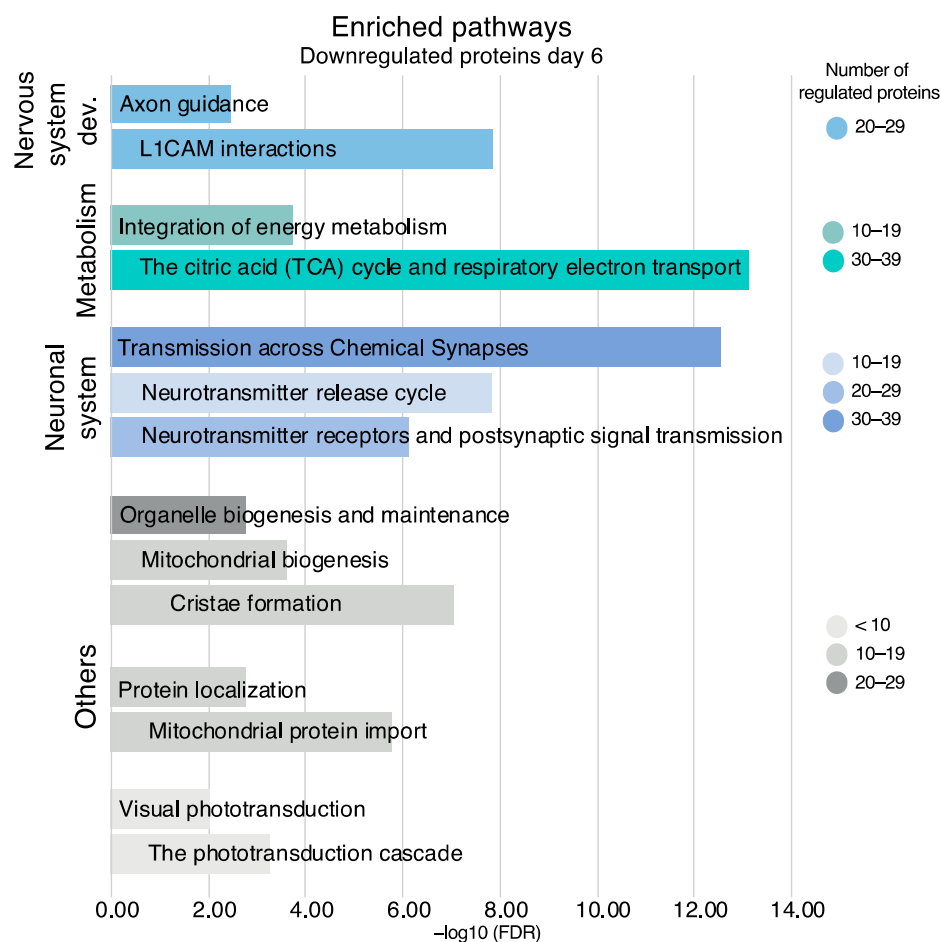 Enriched pathways
Downregulated proteins day 6
Nervous
system
dev.
Axon guidance
L1CAM interactions
Metabolism
Integration of energy metabolism
The citric acid (TCA) cycle and respiratory electron transport
Neuronal
system
Transmission across Chemical Synapses
Neurotransmitter release cycle
Neurotransmitter receptors and postsynaptic signal transmission
Others
Organelle biogenesis and maintenance
Mitochondrial biogenesis
Cristae formation
Protein localization
Mitochondrial protein import
Visual phototransduction
The phototransduction cascade
0.00 2.00 4.00 6.00 8.00 10.00 12.00 14.00
−log10 (FDR)
Number of
regulated proteins
20–29
10–19
30–39
10–19
20–29
30–39
< 10
10–19
20–29